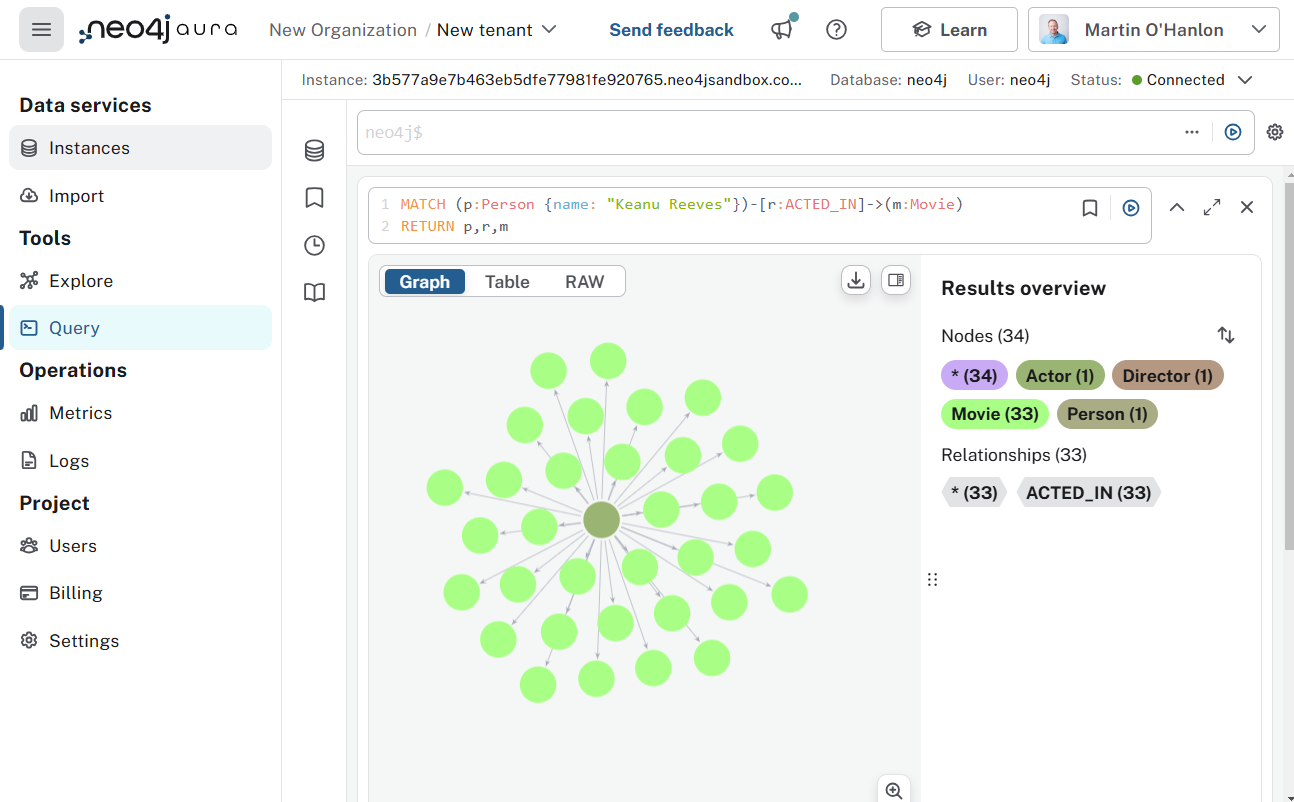 neo4j aura
New Organization / New tenant
Send feedback
Learn
Martin O'Hanlon
Instance: 3b577a9e7b463eb5dfe77981fe920765.neo4jsandbox.co... Database: neo4j User: neo4j Status: Connected
Data services
Instances
Import
Tools
Explore
Query
Operations
Metrics
Logs
Project
Users
Billing
Settings
neo4j$
1 MATCH (p:Person {name: "Keanu Reeves"})-[r:ACTED_IN]->(m:Movie)
2 RETURN p,r,m
Graph Table RAW
Results overview
Nodes (34)
* (34) Actor (1) Director (1)
Movie (33) Person (1)
Relationships (33)
* (33) ACTED_IN (33)